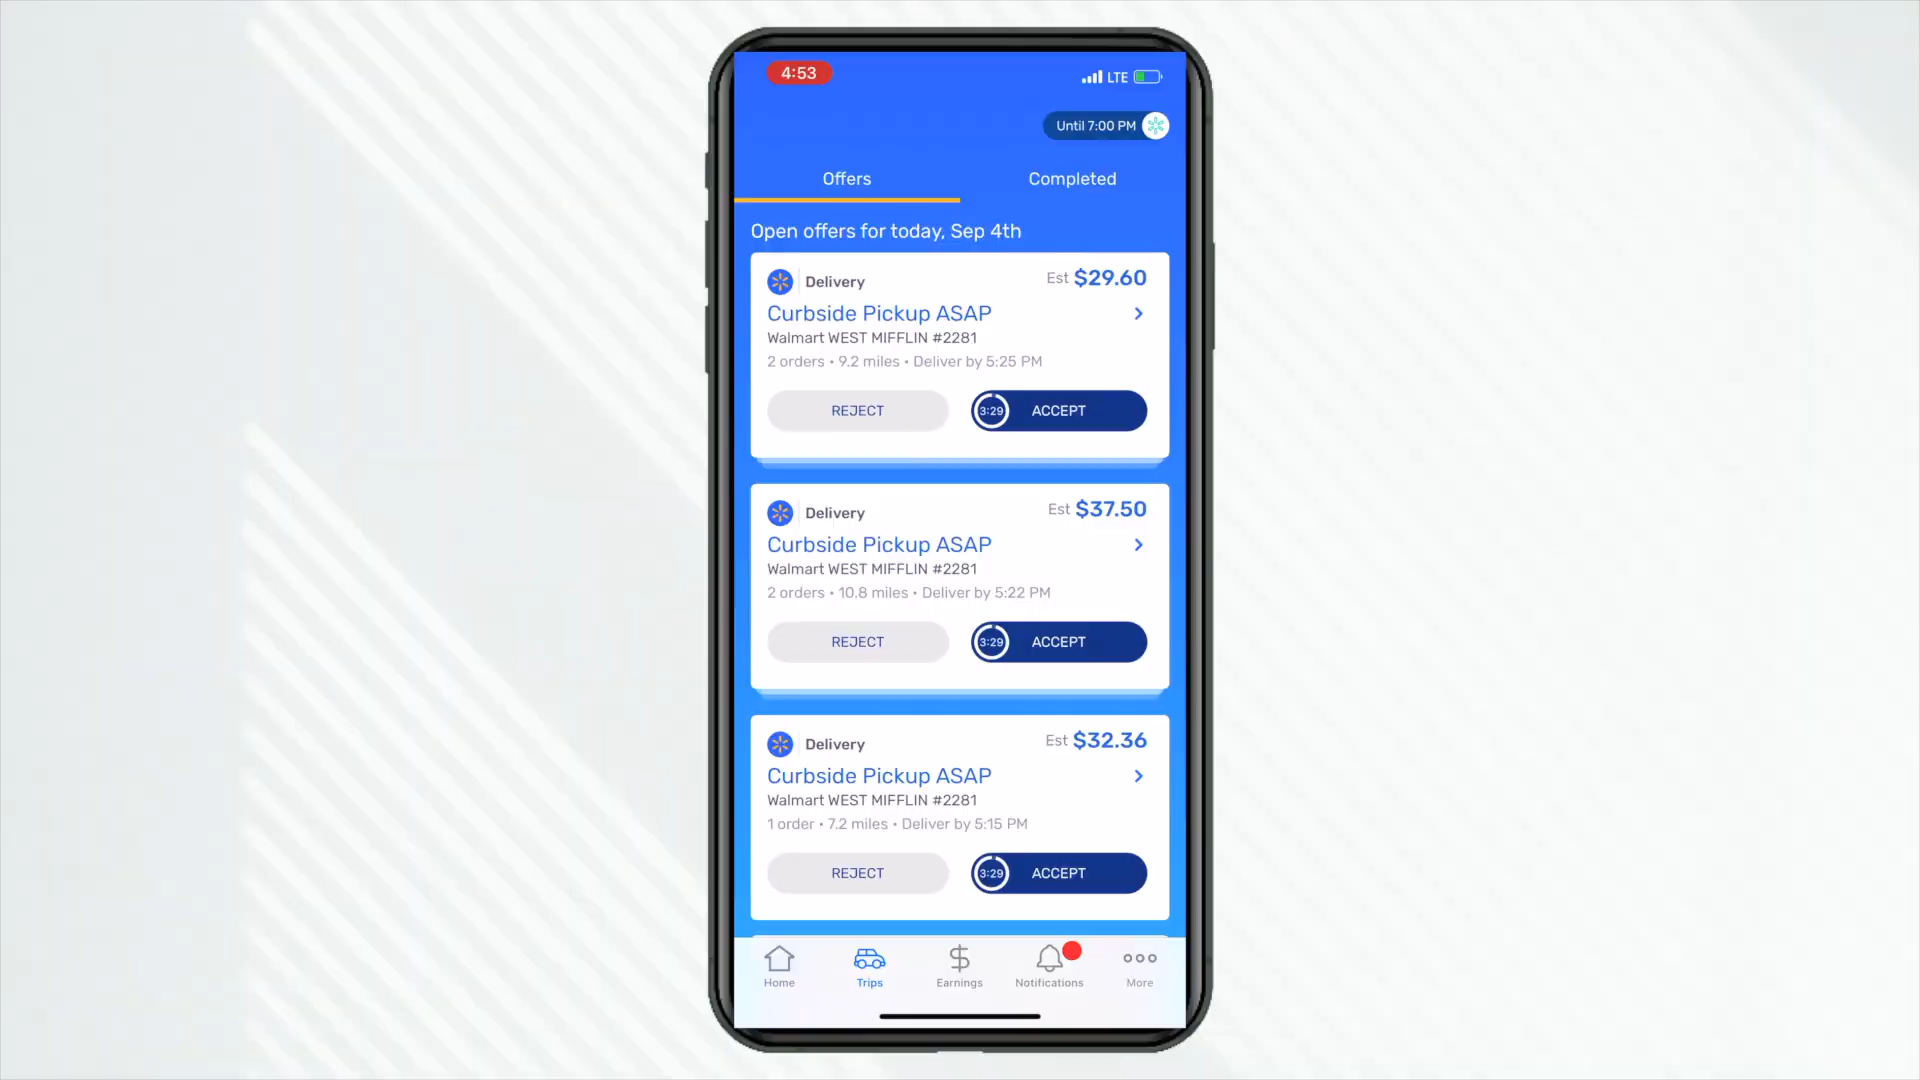 4:53
LTE
Until 7:00 PM
Offers
Completed
Open offers for today, Sep 4th
Delivery
Est $29.60
Curbside Pickup ASAP
Walmart WEST MIFFLIN #2281
2 orders • 9.2 miles • Deliver by 5:25 PM
REJECT
3:29
ACCEPT
Delivery
Est $37.50
Curbside Pickup ASAP
Walmart WEST MIFFLIN #2281
2 orders • 10.8 miles • Deliver by 5:22 PM
REJECT
3:29
ACCEPT
Delivery
Est $32.36
Curbside Pickup ASAP
Walmart WEST MIFFLIN #2281
1 order • 7.2 miles • Deliver by 5:15 PM
REJECT
3:29
ACCEPT
Home
Trips
Earnings
Notifications
More